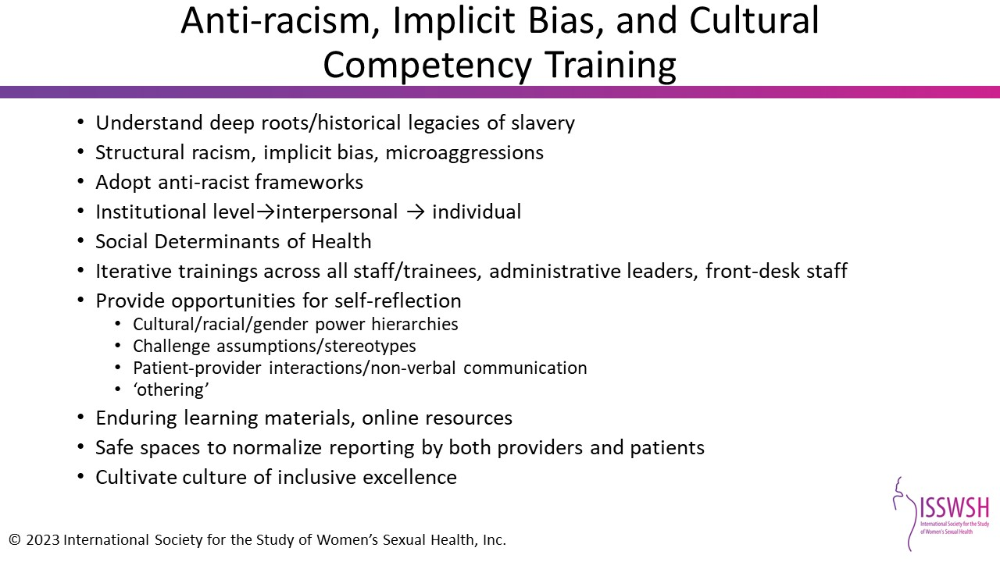 Anti-racism, Implicit Bias, and Cultural
Competency Training
• Understand deep roots/historical legacies of slavery
• Structural racism, implicit bias, microaggressions
• Adopt anti-racist frameworks
• Institutional level→interpersonal → individual
• Social Determinants of Health
• Iterative trainings across all staff/trainees, administrative leaders, front-desk staff
• Provide opportunities for self-reflection
• Cultural/racial/gender power hierarchies
• Challenge assumptions/stereotypes
• Patient-provider interactions/non-verbal communication
• ‘othering’
• Enduring learning materials, online resources
• Safe spaces to normalize reporting by both providers and patients
• Cultivate culture of inclusive excellence
ISSWSH
International Society for the Study
of Women's Sexual Health
© 2023 International Society for the Study of Women’s Sexual Health, Inc.